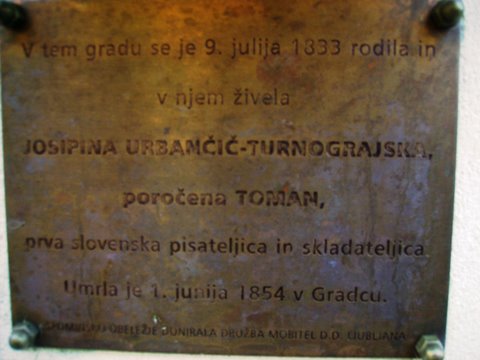 V tem gradu se je 9. julija 1833 rodila in
v njem živela
JOSIPINA URBANČIČ-TURNOGRAJSKA,
poročena TOMAN,
prva slovenska pisateljica in skladateljica
Umrla je 1. junija 1854 v Gradcu.
SPOMINSKO OBELEŽJE DONIRALA DRUŽBA MOBITEL D.D. LJUBLJANA